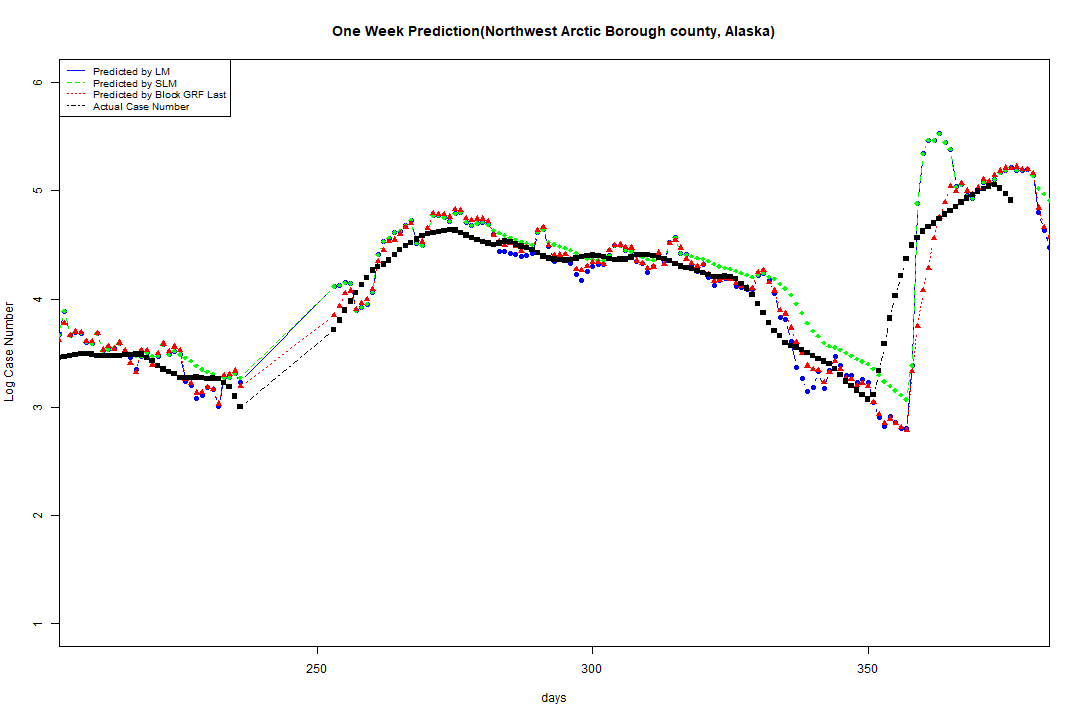 One Week Prediction(Northwest Arctic Borough county, Alaska)
Predicted by LM
Predicted by SLM
Predicted by Block GRF Last
Actual Case Number
6
5
4
3
2
1
Log Case Number
250
300
350
days